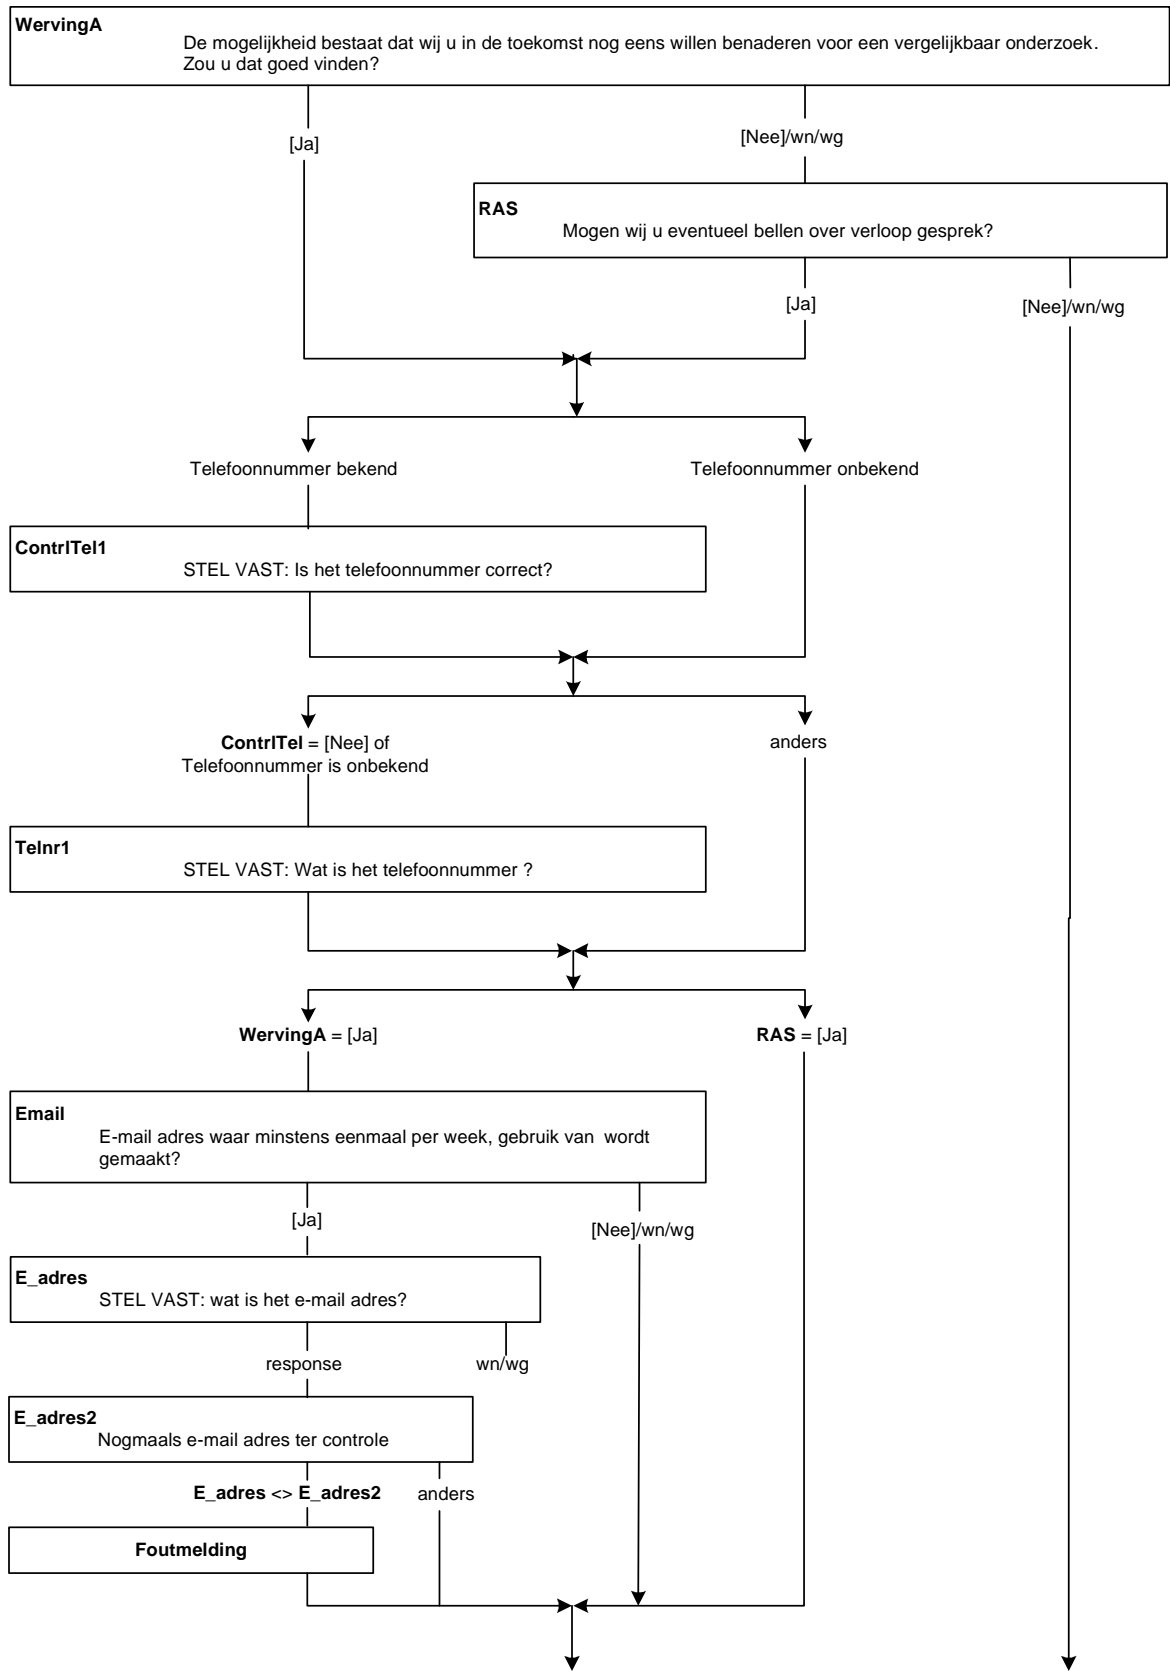 WervingA
De mogelijkheid bestaat dat wij u in de toekomst nog eens willen benaderen voor een vergelijkbaar onderzoek.
Zou u dat goed vinden?
[Ja]
[Nee]/wn/wg
RAS
Mogen wij u eventueel bellen over verloop gesprek?
[Ja]
[Nee]/wn/wg
Telefoonnummer bekend
Telefoonnummer onbekend
ContrlTel1
STEL VAST: Is het telefoonnummer correct?
ContrlTel = [Nee] of
Telefoonnummer is onbekend
anders
Telnr1
STEL VAST: Wat is het telefoonnummer ?
WervingA = [Ja]
RAS = [Ja]
Email
E-mail adres waar minstens eenmaal per week, gebruik van wordt
gemaakt?
[Ja]
[Nee]/wn/wg
E_adres
STEL VAST: wat is het e-mail adres?
response
wn/wg
E_adres2
Nogmaals e-mail adres ter controle
E_adres <> E_adres2
anders
Foutmelding